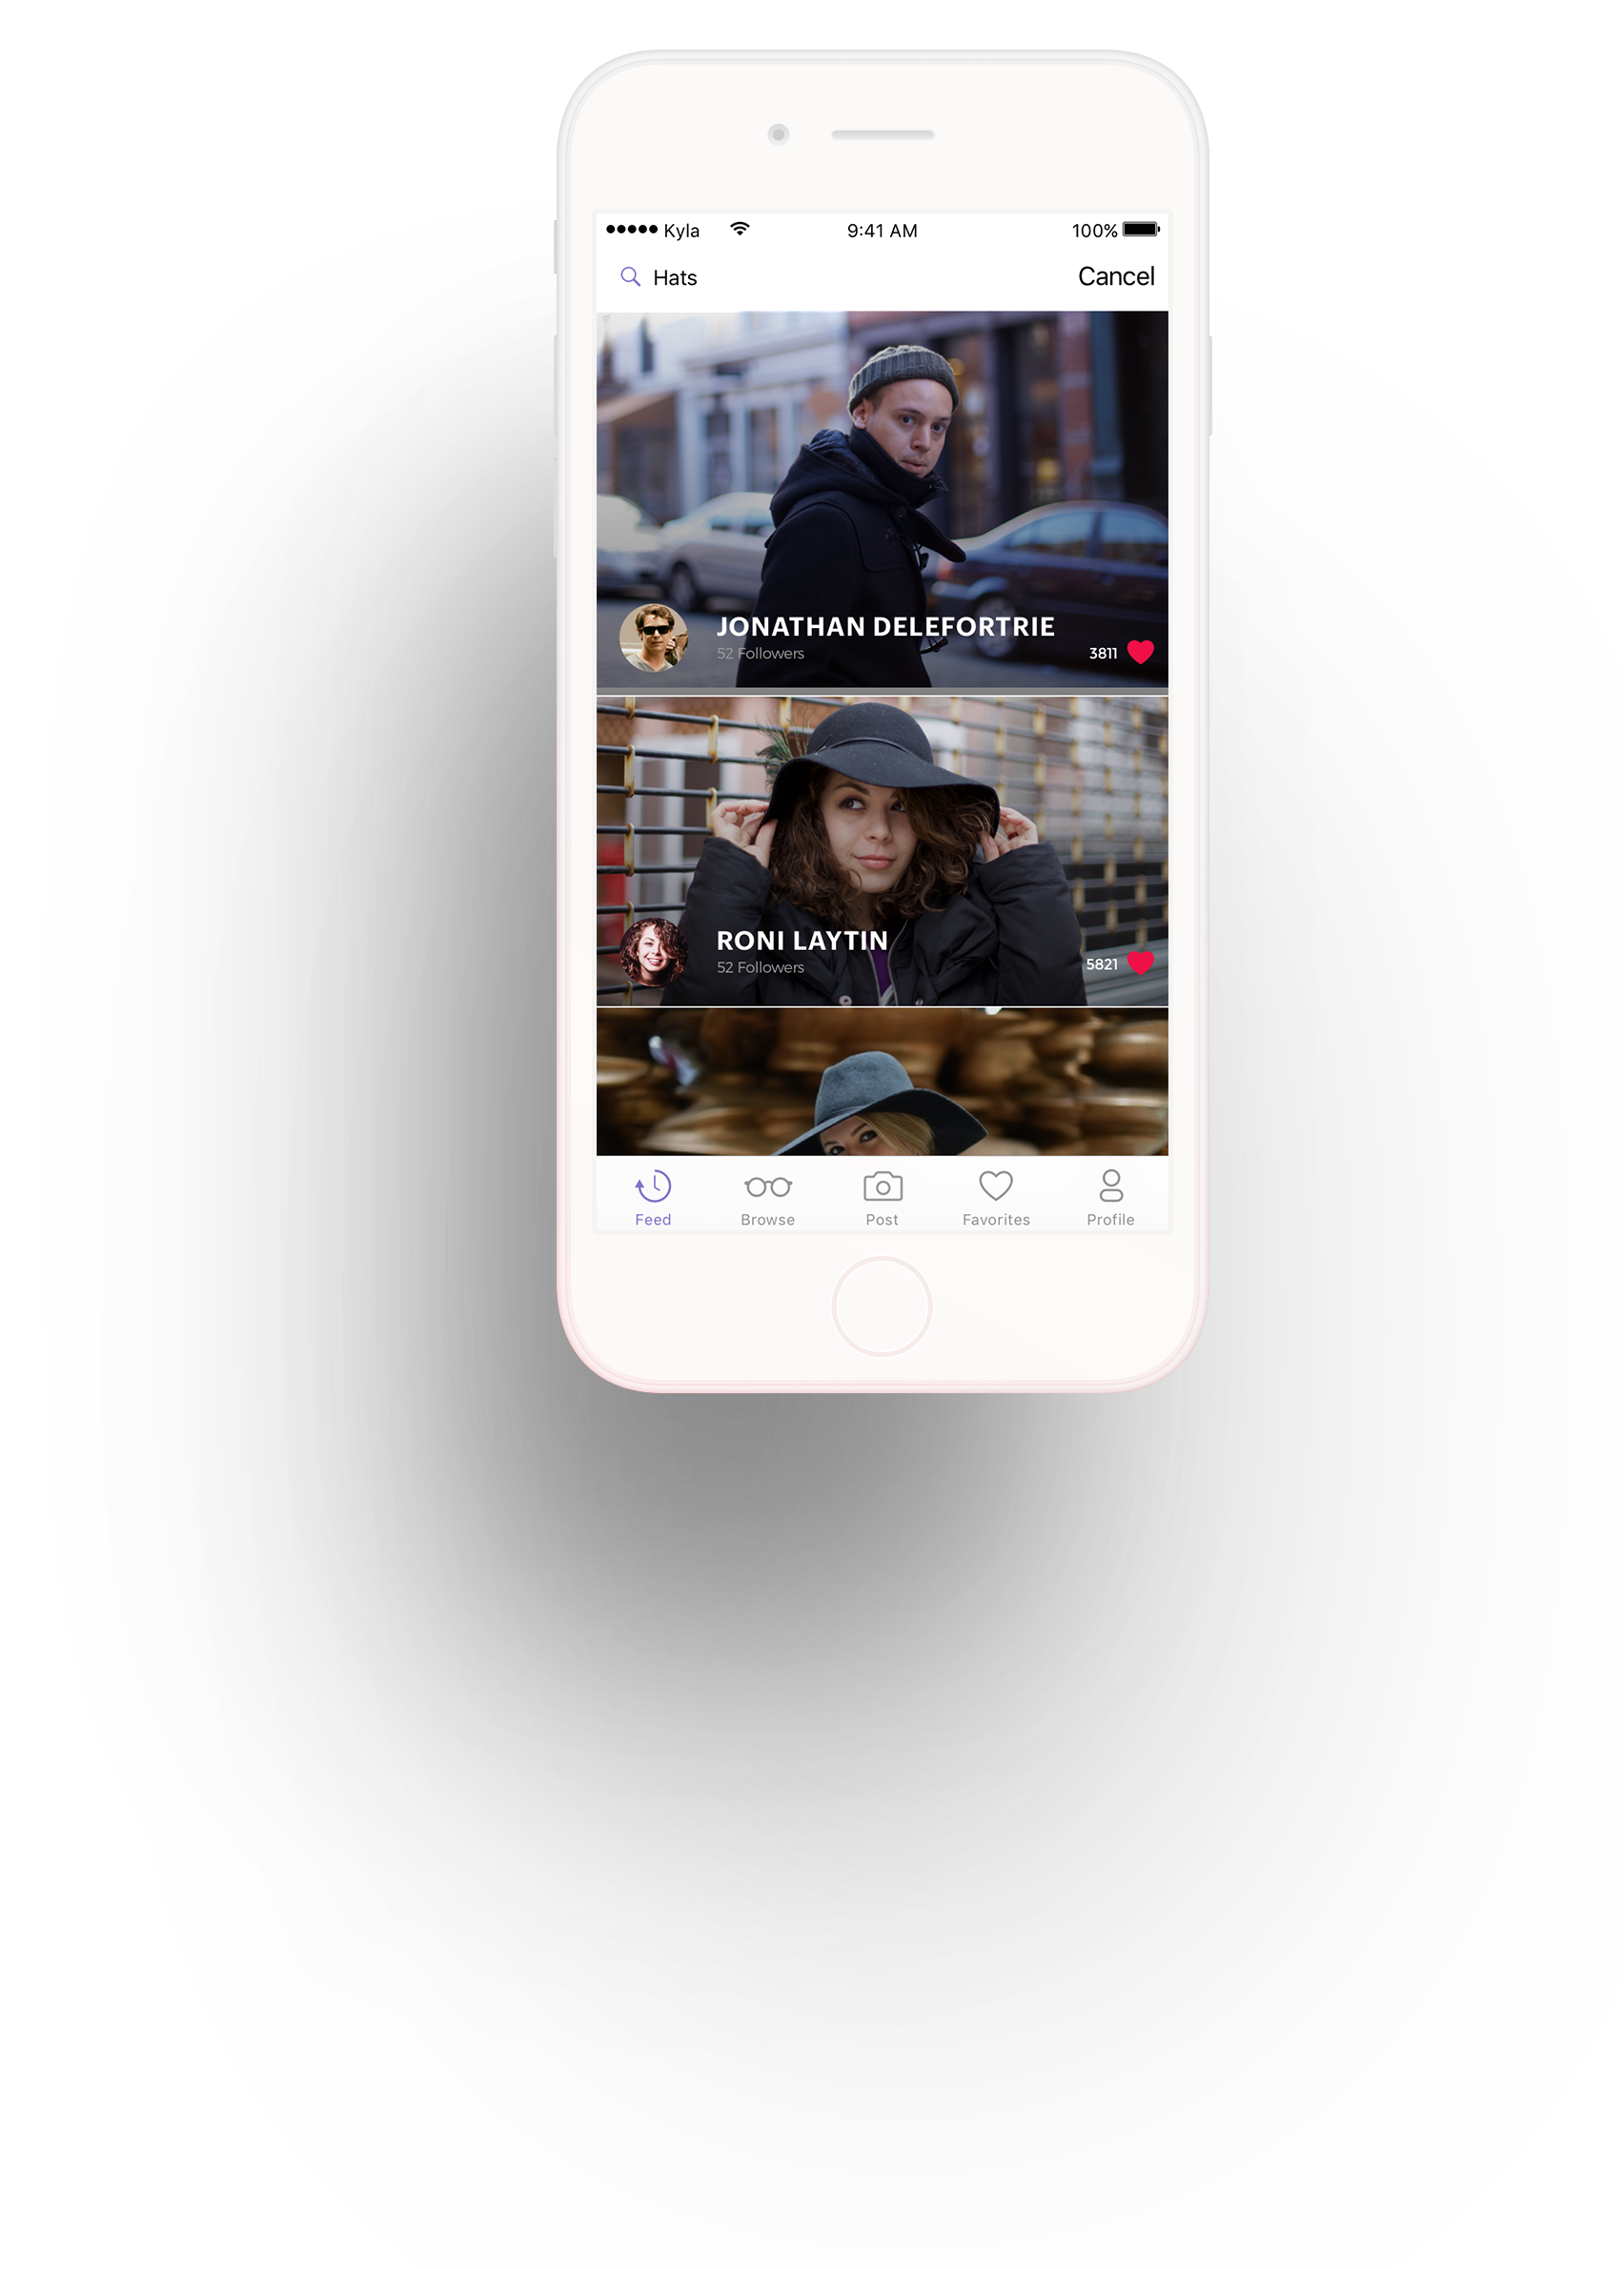 Kyla 9:41 AM 100%
Hats Cancel
JONATHAN DELEFORTRIE
52 Followers 3811
RONI LAYTIN
52 Followers 5821
Feed Browse Post Favorites Profile